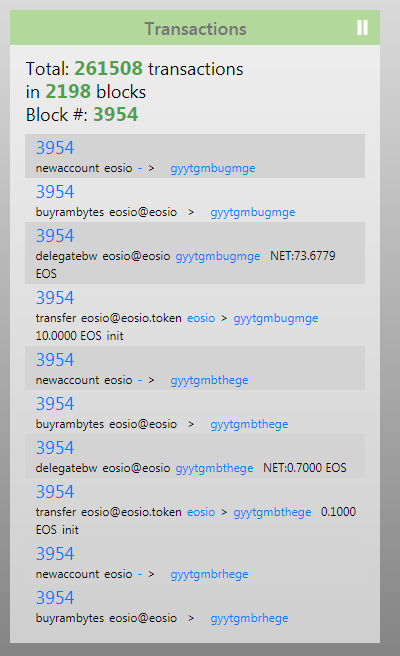 Transactions
Total: 261508 transactions
in 2198 blocks
Block #: 3954
3954
newaccount eosio - > gyytgmbugmge
3954
buyrambytes eosio@eosio > gyytgmbugmge
3954
delegatebw eosio@eosio gyytgmbugmge NET:73.6779
EOS
3954
transfer eosio@eosio.token eosio > gyytgmbugmge
10.0000 EOS init
3954
newaccount eosio - > gyytgmbthege
3954
buyrambytes eosio@eosio > gyytgmbthege
3954
delegatebw eosio@eosio gyytgmbthege NET:0.7000 EOS
3954
transfer eosio@eosio.token eosio > gyytgmbthege 0.1000
EOS init
3954
newaccount eosio - > gyytgmbrhege
3954
buyrambytes eosio@eosio > gyytgmbrhege